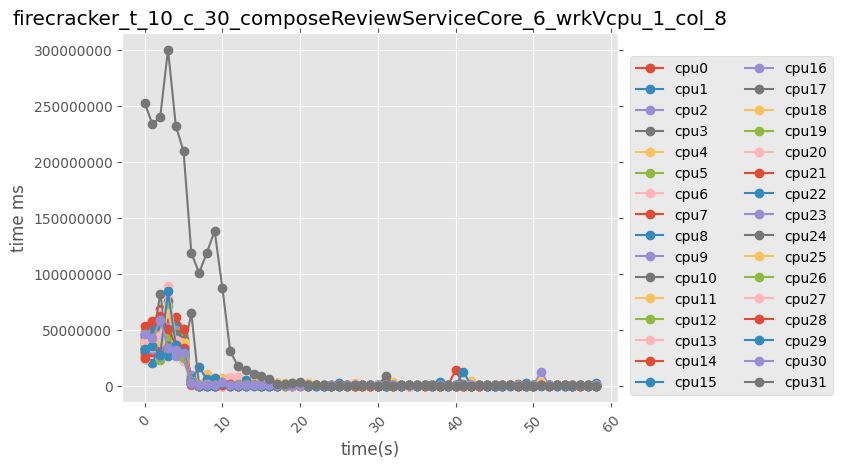 firecracker_t_10_c_30_composeReviewServiceCore_6_wrkVcpu_1_col_8
300000000
250000000
200000000
150000000
100000000
50000000
0
time ms
0
10
20
30
40
50
60
time(s)
cpu0
cpu1
cpu2
cpu3
cpu4
cpu5
cpu6
cpu7
cpu8
cpu9
cpu10
cpu11
cpu12
cpu13
cpu14
cpu15
cpu16
cpu17
cpu18
cpu19
cpu20
cpu21
cpu22
cpu23
cpu24
cpu25
cpu26
cpu27
cpu28
cpu29
cpu30
cpu31